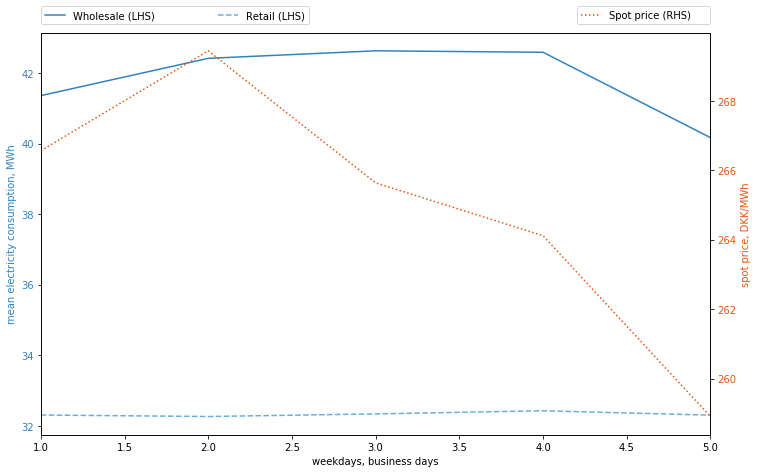 Wholesale (LHS) Retail (LHS) Spot price (RHS)
mean electricity consumption, MWh
42
40
38
36
34
32
268
266
264
262
260
spot price, DKK/MWh
1.0 1.5 2.0 2.5 3.0 3.5 4.0 4.5 5.0
weekdays, business days